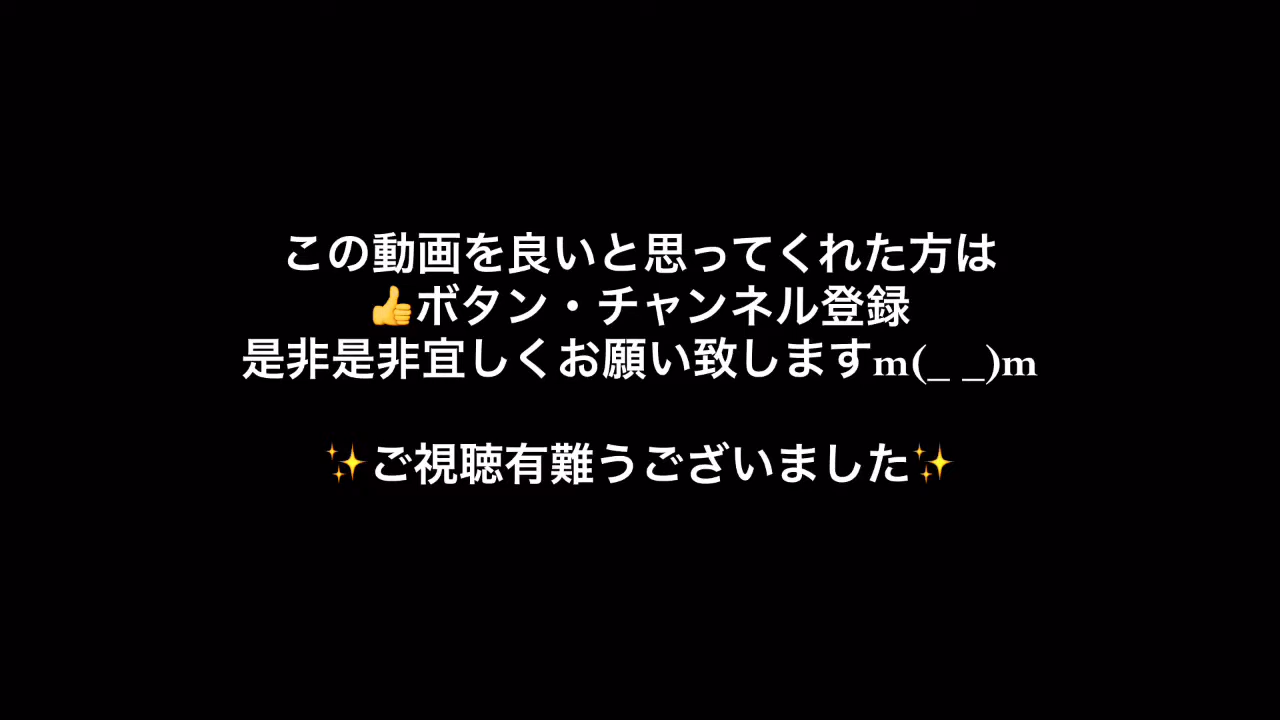 この動画を良いと思ってくれた方は
👍ボタン・チャンネル登録
是非是非宜しくお願い致しますm(_ _)m
✨ご視聴有難うございました✨